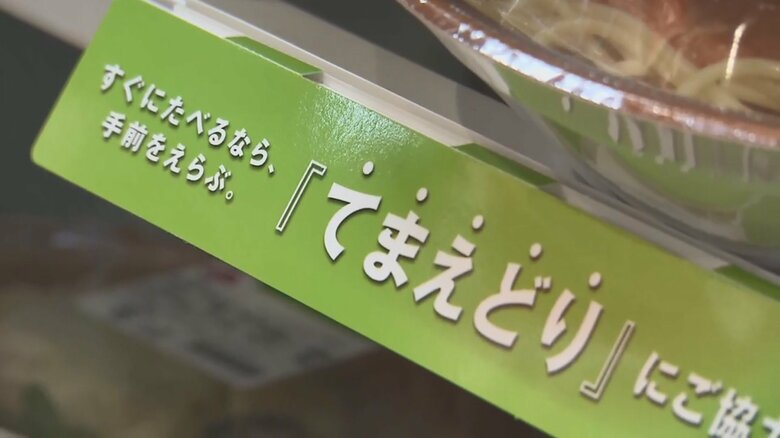 すぐにたべるなら、
手前をえらぶ。
『てまえどり』にご協